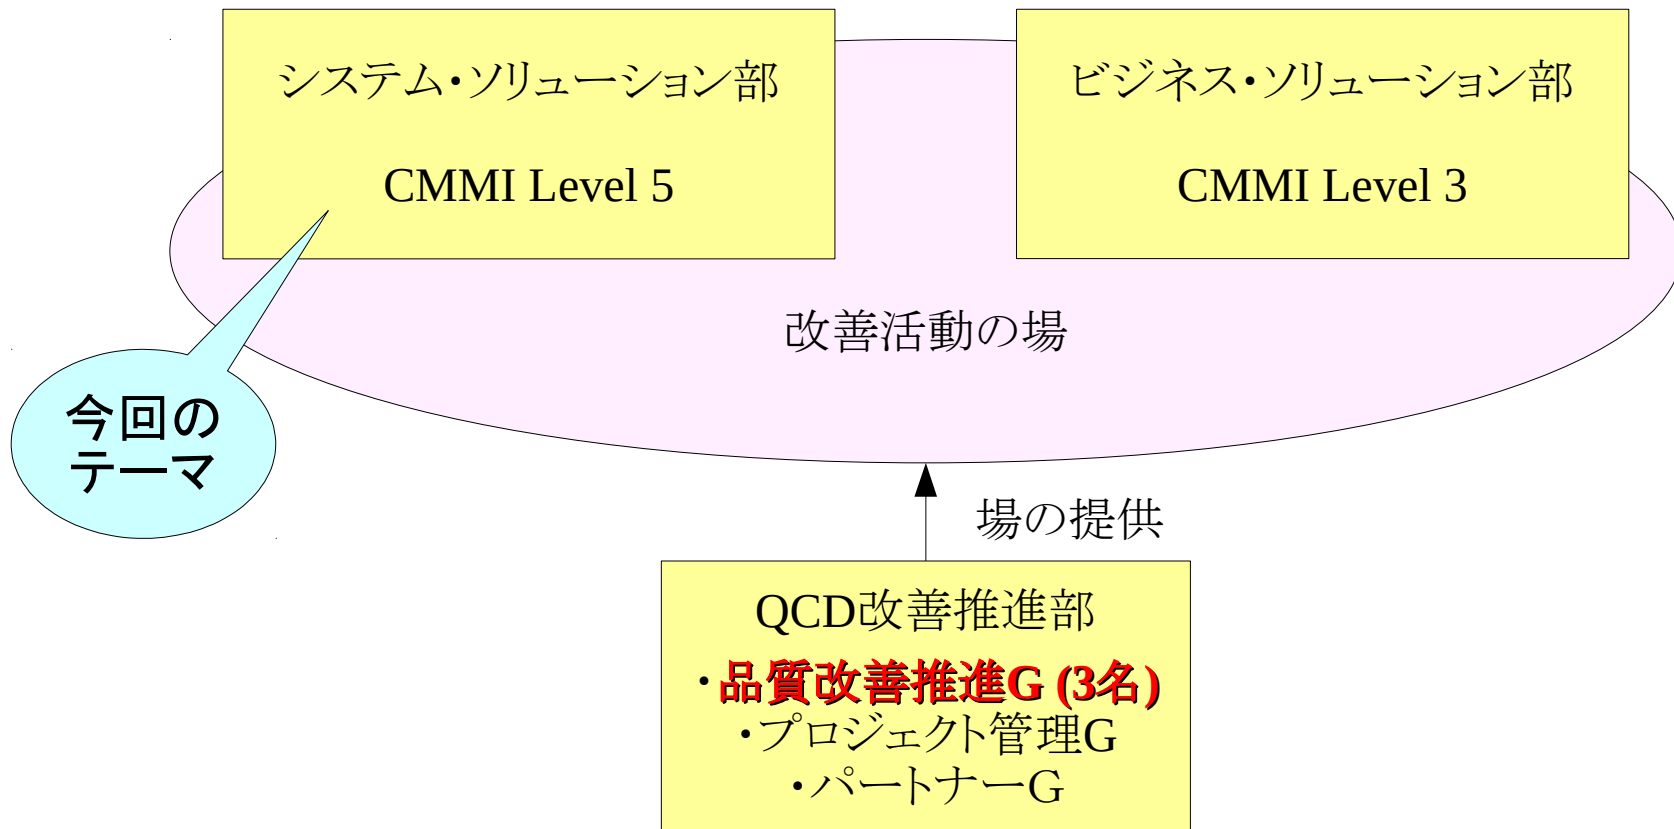 システム・ソリューション部
CMMI Level 5
ビジネス・ソリューション部
CMMI Level 3
改善活動の場
今回の
テーマ
場の提供
QCD改善推進部
・品質改善推進G (3名)
・プロジェクト管理G
・パートナーG